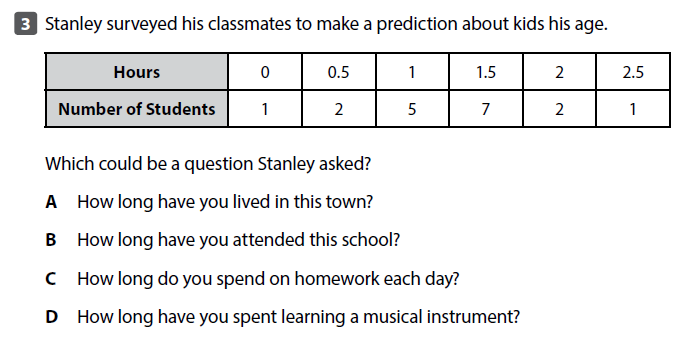 3 Stanley surveyed his classmates to make a prediction about kids his age.
Hours 0 0.5 1 1.5 2 2.5
Number of Students 1 2 5 7 2 1
Which could be a question Stanley asked?
A How long have you lived in this town?
B How long have you attended this school?
C How long do you spend on homework each day?
D How long have you spent learning a musical instrument?